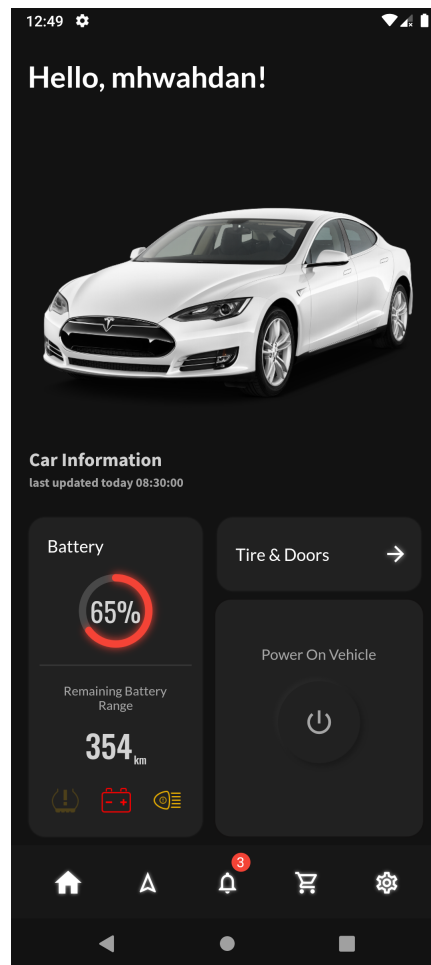 12:49
Hello, mhwahdan!
Car Information
last updated today 08:30:00
Battery
65%
Remaining Battery
Range
354 km
Tire & Doors
Power On Vehicle
3